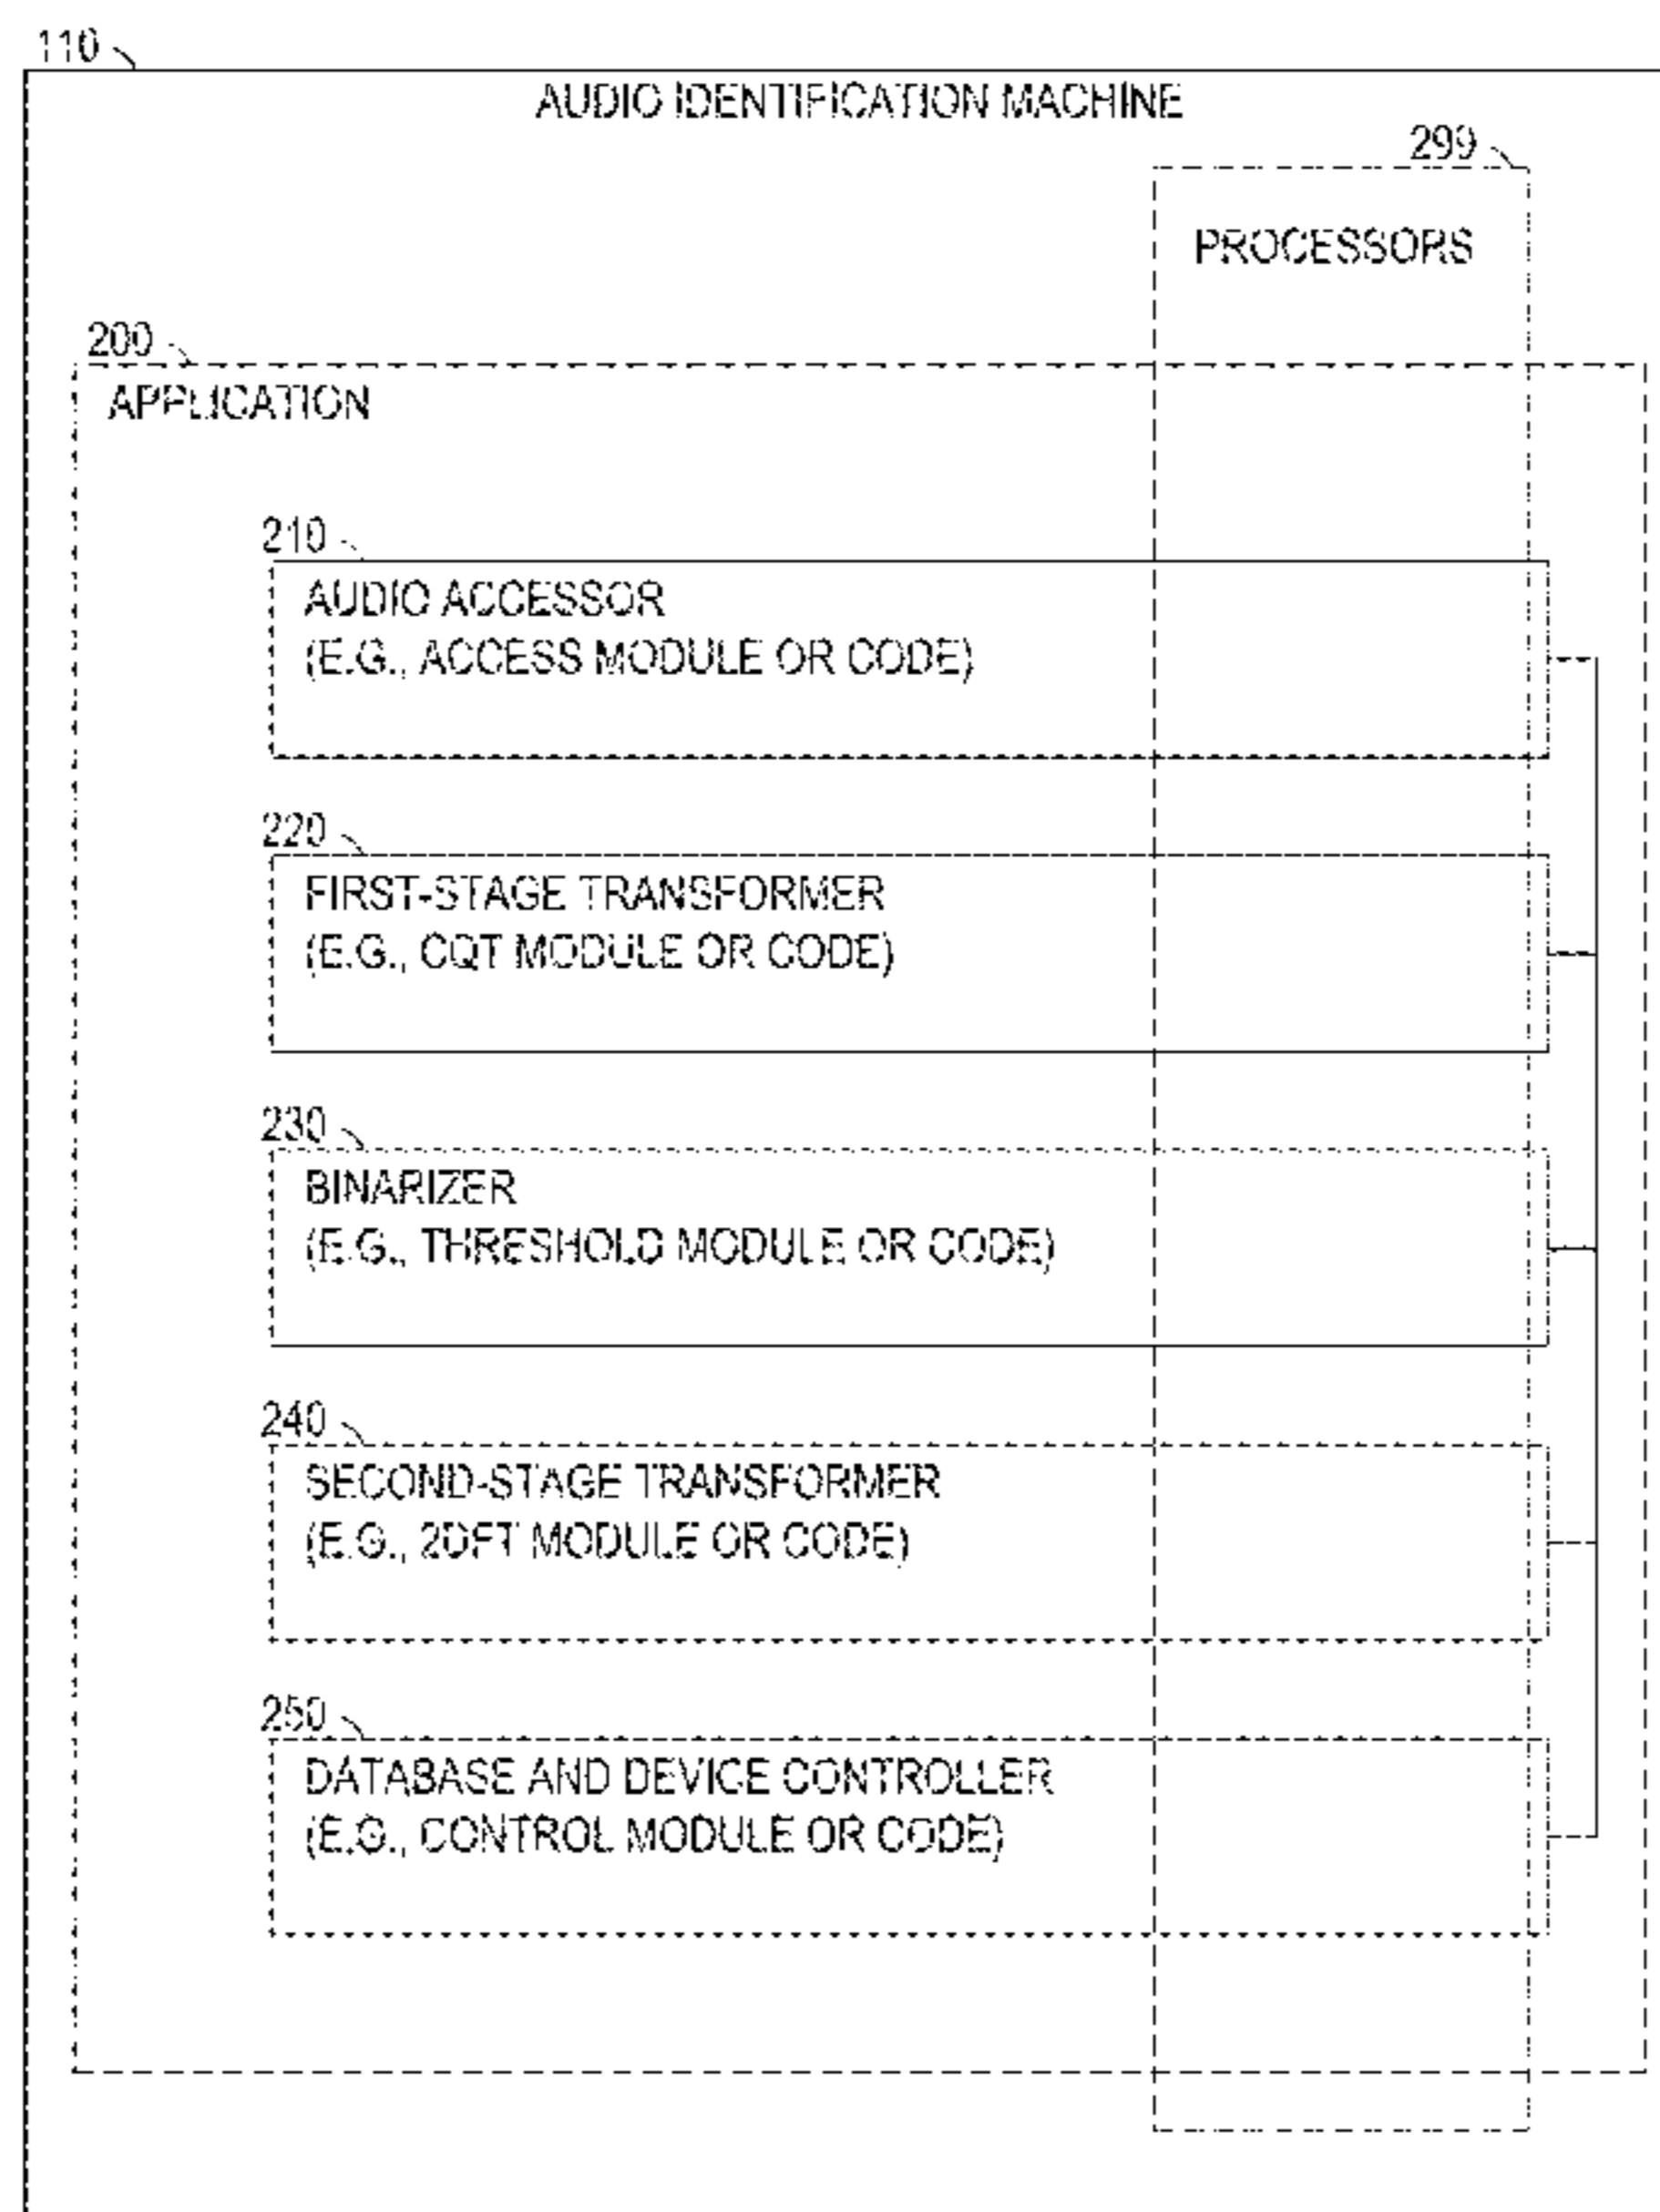 110
AUDIO IDENTIFICATION MACHINE
299
PROCESSORS
200
APPLICATION
210
AUDIO ACCESSOR
(E.G., ACCESS MODULE OR CODE)
220
FIRST-STAGE TRANSFORMER
(E.G., CQT MODULE OR CODE)
230
BINARIZER
(E.G., THRESHOLD MODULE OR CODE)
240
SECOND-STAGE TRANSFORMER
(E.G., 2DFT MODULE OR CODE)
250
DATABASE AND DEVICE CONTROLLER
(E.G., CONTROL MODULE OR CODE)